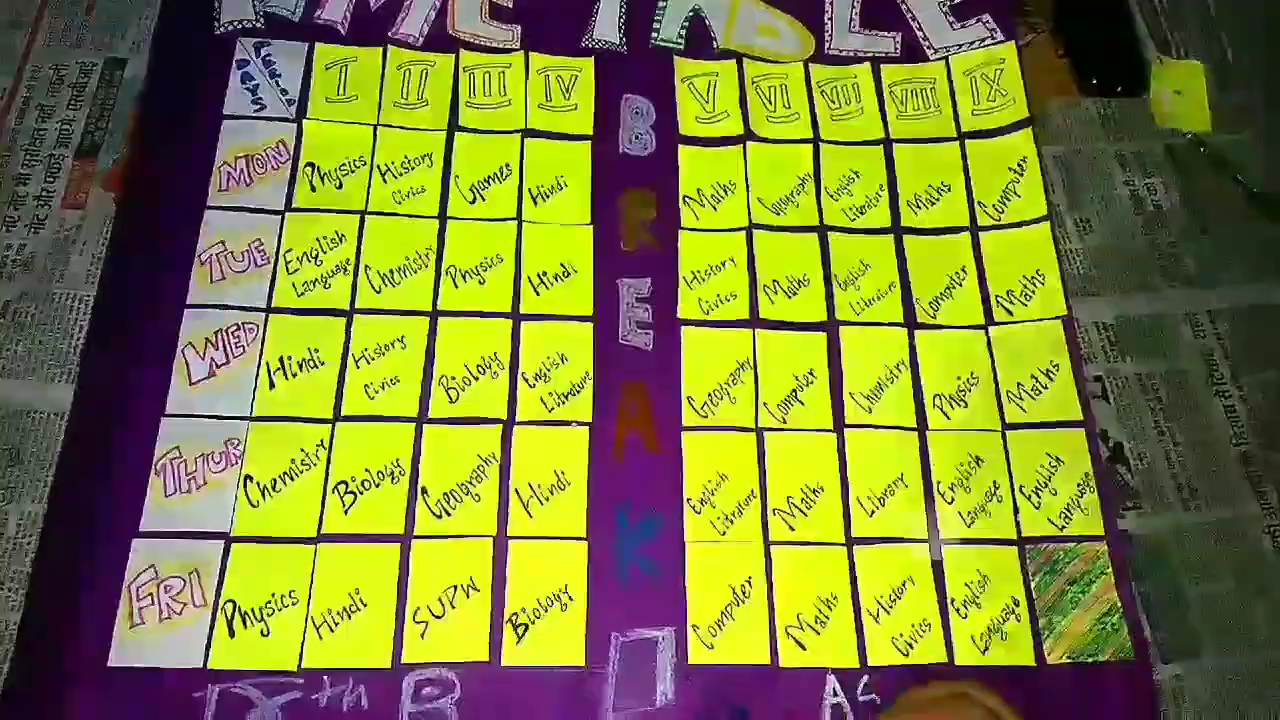 TIME TABLE
PERIOD DAYS I II III IV V VI VII VIII IX
MON Physics History Civics Games Hindi Maths Geography English Literature Maths Computer
TUE English Language Chemistry Physics Hindi History Civics Maths English Literature Computer Maths
WED Hindi History Civics Biology English Literature Geography Computer Chemistry Physics Maths
THUR Chemistry Biology Geography Hindi English Literature Maths Library English Language English Language
FRI Physics Hindi SUPW Biology Computer Maths History Civics English Language
BREAK